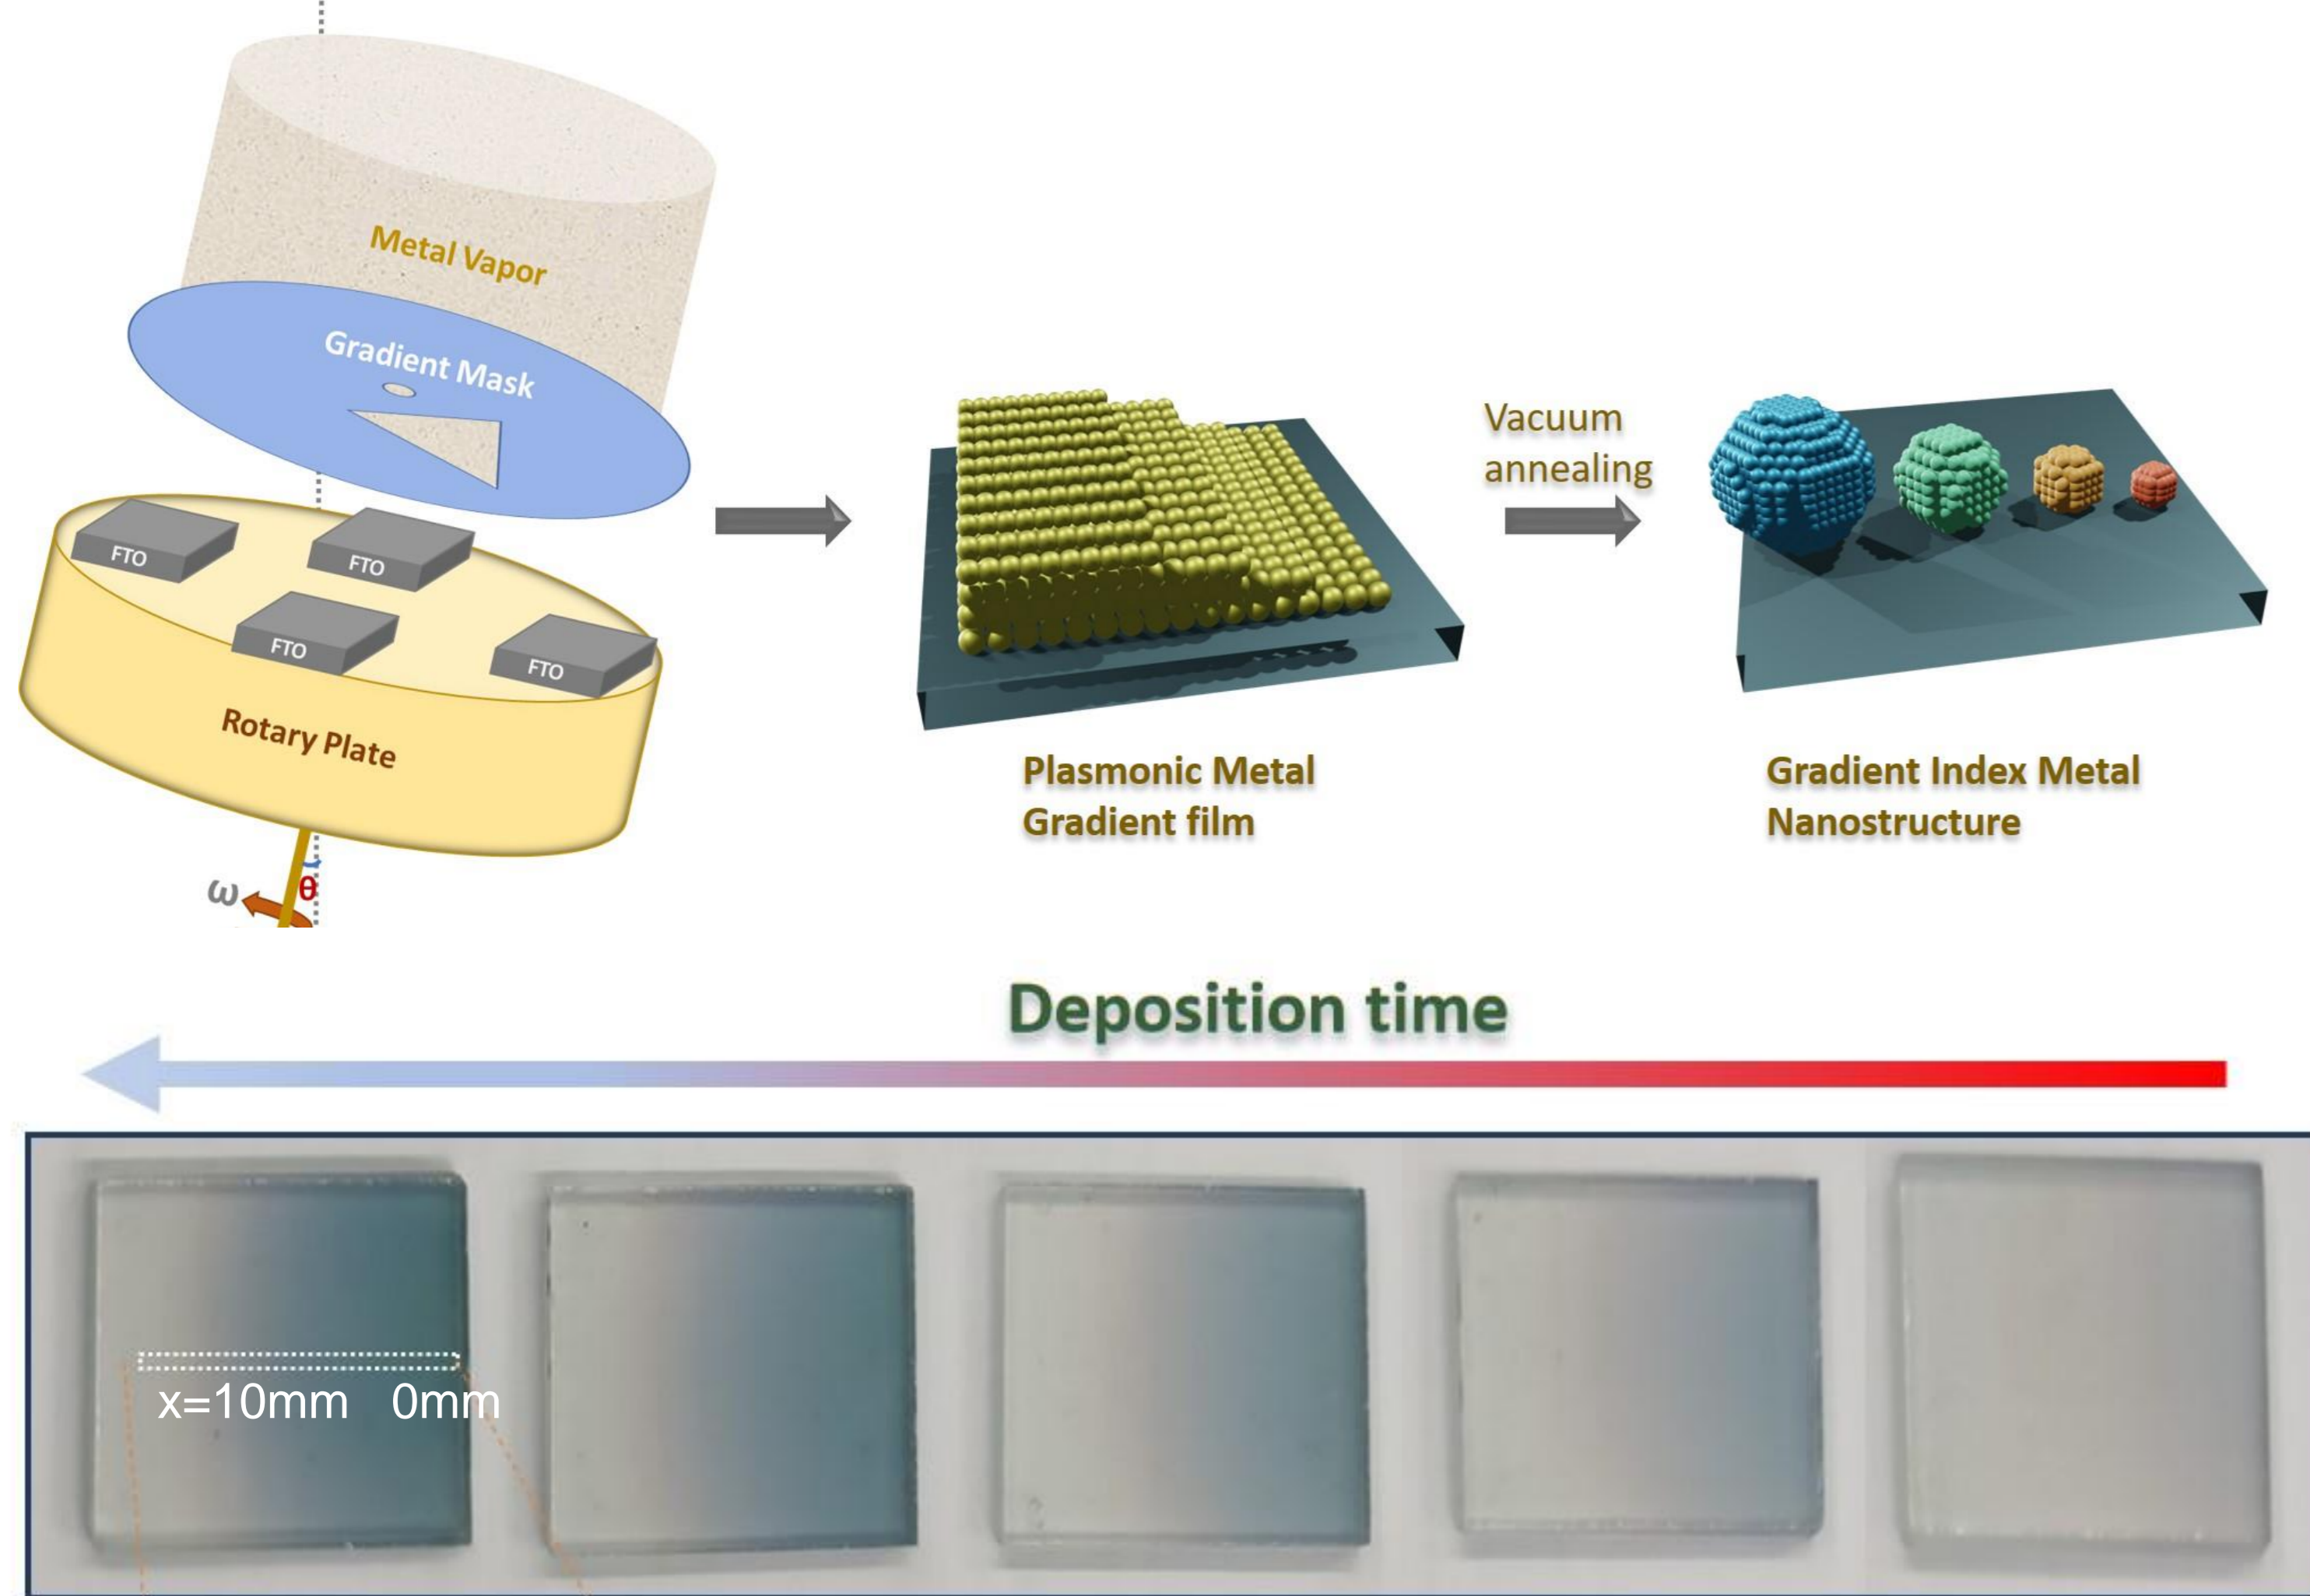 Metal Vapor
Gradient Mask
FTO
FTO
FTO
FTO
Rotary Plate
ω
θ
Vacuum
annealing
Plasmonic Metal
Gradient film
Gradient Index Metal
Nanostructure
Deposition time
x=10mm 0mm